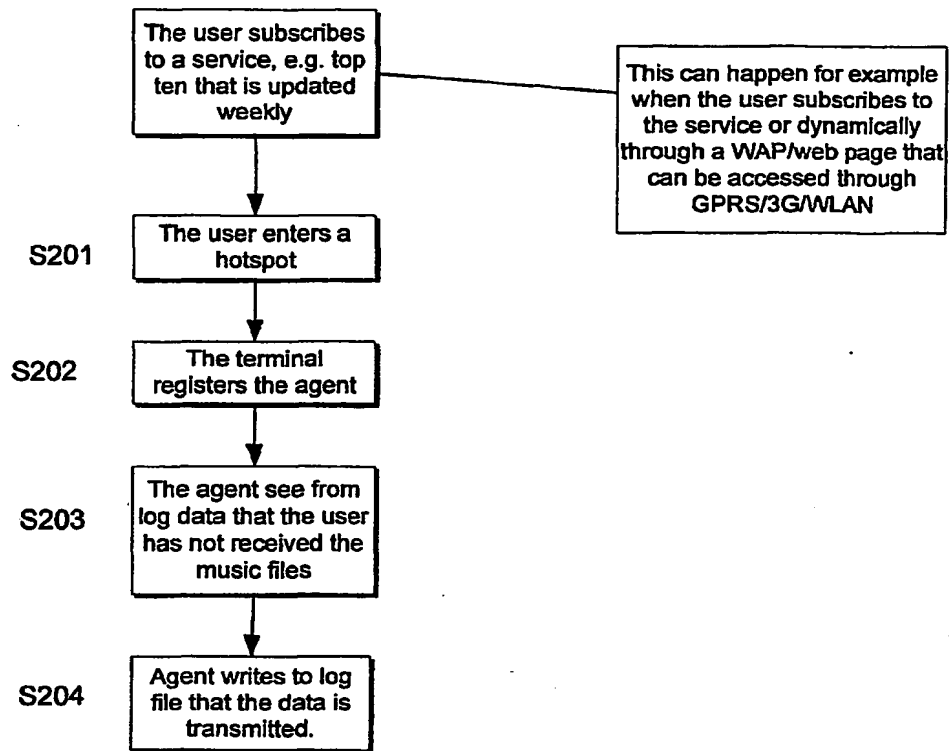 The user subscribes
to a service, e.g. top
ten that is updated
weekly
This can happen for example
when the user subscribes to
the service or dynamically
through a WAP/web page that
can be accessed through
GPRS/3G/WLAN
S201
The user enters a
hotspot
S202
The terminal
registers the agent
S203
The agent see from
log data that the user
has not received the
music files
S204
Agent writes to log
file that the data is
transmitted.